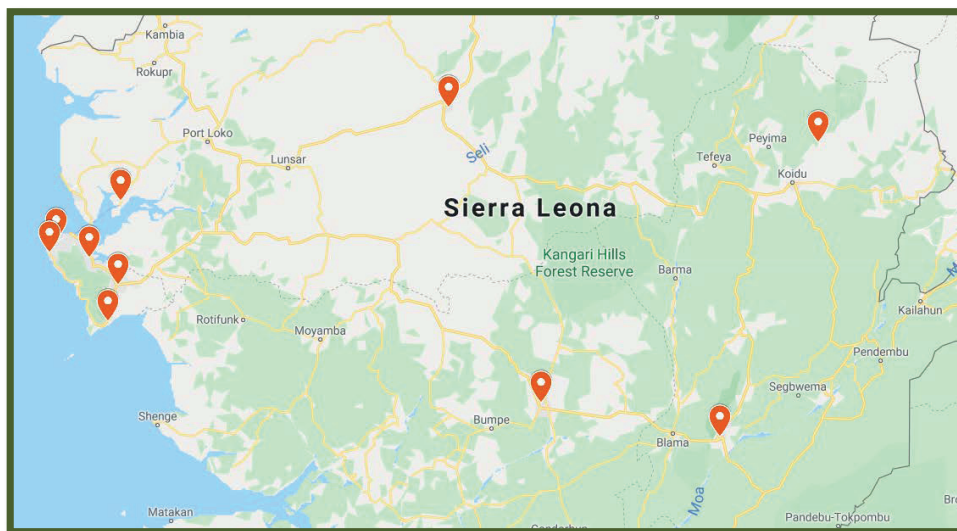 Kambia
Rokupr
Port Loko
Lunsar
Seli
Peyima
Tefeya
Koidu
Sierra Leona
Kangari Hills
Forest Reserve
Barma
Kailahun
Rotifunk
Moyamba
Pendembu
Segbwema
Shenge
Bumpe
Blama
Moa
Matakan
Pandebu-Tokpombu